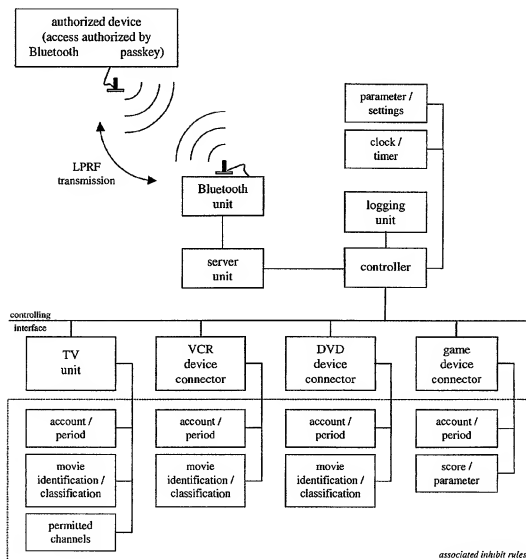 authorized device
(access authorized by
Bluetooth passkey)
LPRF
transmission
parameter /
settings
clock /
timer
Bluetooth
unit
logging
unit
server
unit
controller
controlling
interface
TV
unit
VCR
device
connector
DVD
device
connector
game
device
connector
account /
period
account /
period
account /
period
account /
period
movie
identification /
classification
movie
identification /
classification
movie
identification /
classification
score /
parameter
permitted
channels
associated inhibit rules